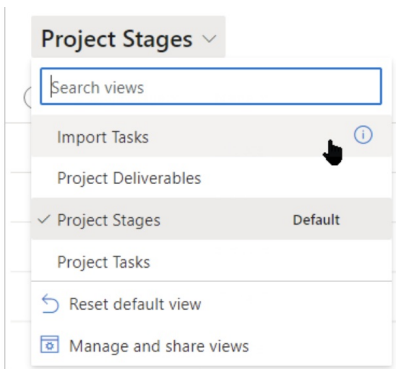 Project Stages
Search views
Import Tasks
Project Deliverables
Project Stages Default
Project Tasks
Reset default view
Manage and share views